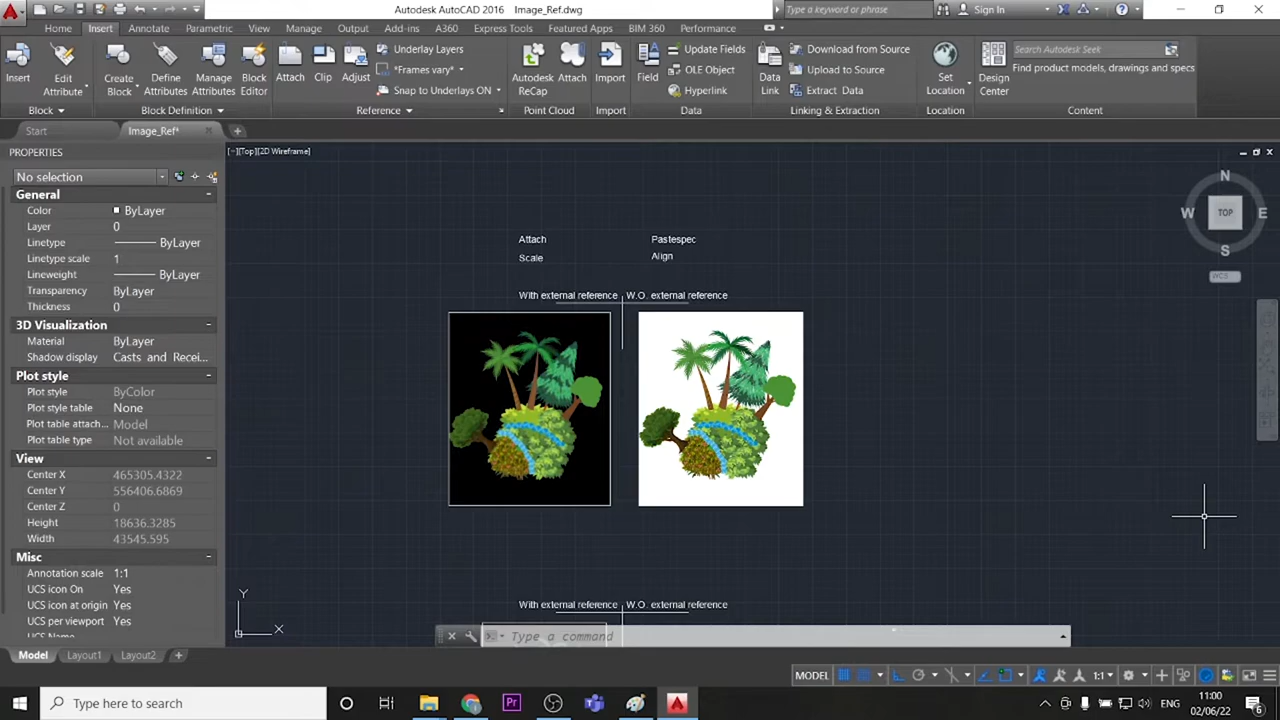 Autodesk AutoCAD 2016 Image_Ref.dwg
Type a keyword or phrase
Sign In
Home Insert Annotate Parametric View Manage Output Add-ins A360 Express Tools Featured Apps BIM 360 Performance
Insert
Edit Attribute
Create Block
Define Attributes
Manage Attributes
Block Editor
Attach
Clip
Adjust
Underlay Layers
*Frames vary*
Snap to Underlays ON
Autodesk ReCap
Attach
Import
Field
Update Fields
OLE Object
Hyperlink
Data Link
Download from Source
Upload to Source
Extract Data
Set Location
Design Center
Search Autodesk Seek
Find product models, drawings and specs
Block
Block Definition
Reference
Point Cloud
Import
Data
Linking & Extraction
Location
Content
Start
Image_Ref*
PROPERTIES
No selection
General
Color ByLayer
Layer 0
Linetype ByLayer
Linetype scale 1
Lineweight ByLayer
Transparency ByLayer
Thickness 0
3D Visualization
Material ByLayer
Shadow display Casts and Recei...
Plot style
Plot style ByColor
Plot style table None
Plot table attach... Model
Plot table type Not available
View
Center X 465305.4322
Center Y 556406.6869
Center Z 0
Height 18636.3285
Width 43545.595
Misc
Annotation scale 1:1
UCS icon On Yes
UCS icon at origin Yes
UCS per viewport Yes
UCS Name
[−][Top][2D Wireframe]
Attach Pastespec
Scale Align
With external reference W.O. external reference
With external reference W.O. external reference
N
W TOP E
S
WCS
Y
X
Type a command
Model Layout1 Layout2
MODEL
1:1
Type here to search
Pr
ENG
11:00
02/06/22
6